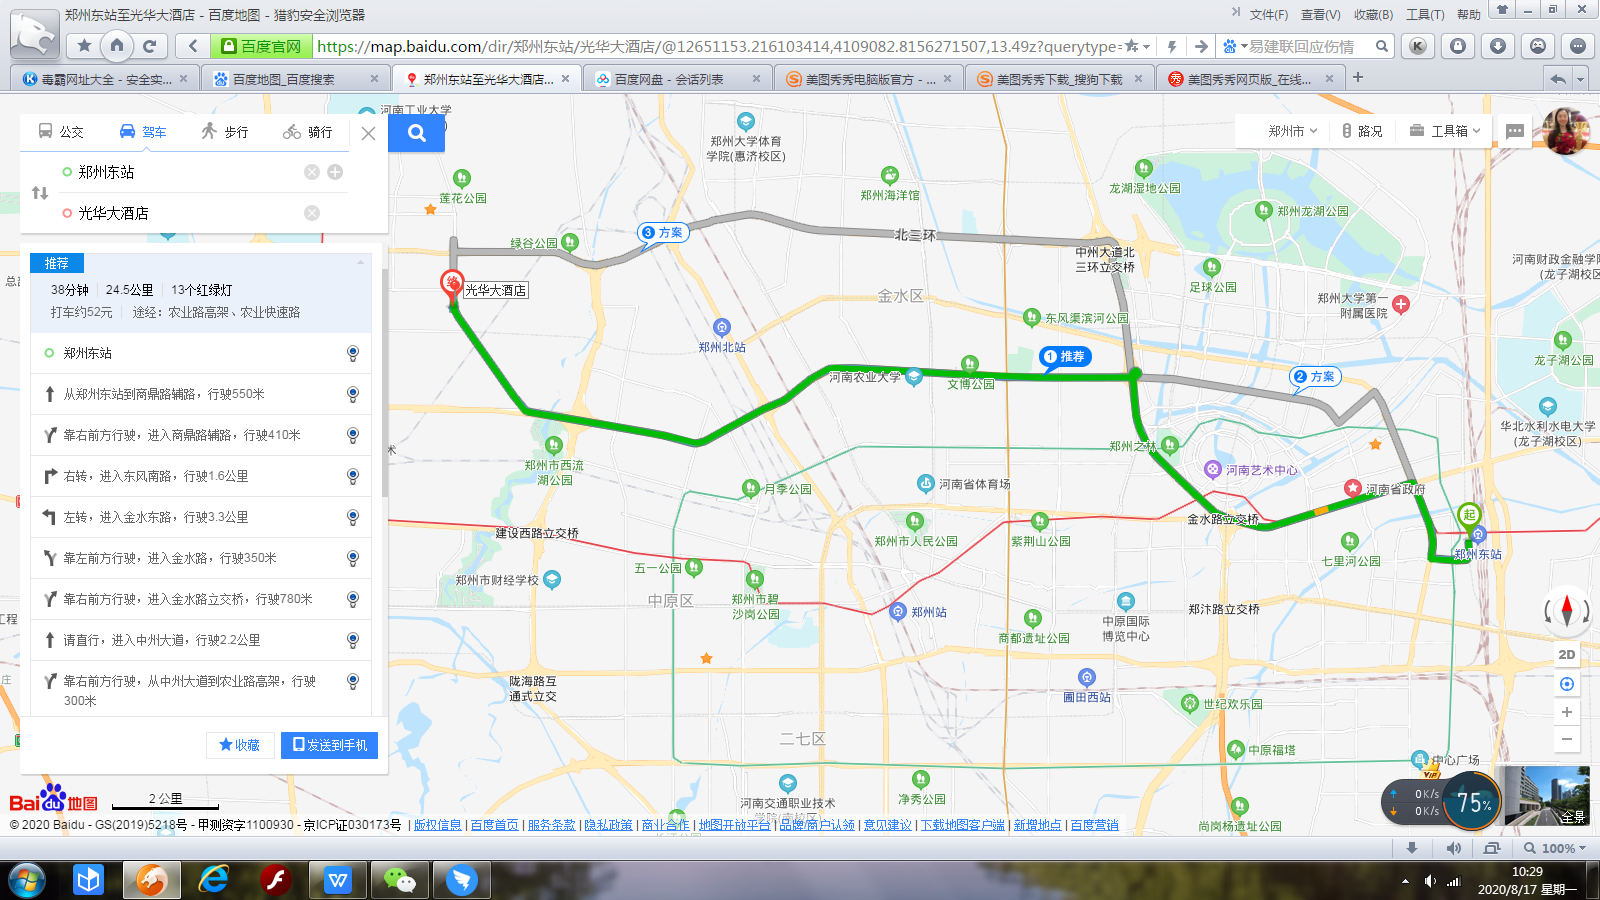 郑州东站至光华大酒店 - 百度地图 - 猎豹安全浏览器
文件(F) 查看(V) 收藏(B) 工具(T) 帮助
百度官网 https://map.baidu.com/dir/郑州东站/光华大酒店/@12651153.216103414,4109082.8156271507,13.49z?querytype= 易建联回应伤情
毒霸网址大全 - 安全实... 百度地图_百度搜索 郑州东站至光华大酒店... 百度网盘 - 会话列表 美图秀秀电脑版官方 - ... 美图秀秀下载_搜狗下载 美图秀秀网页版_在线...
公交 驾车 步行 骑行
郑州东站
光华大酒店
推荐
38分钟 24.5公里 13个红绿灯
打车约52元 途经：农业路高架、农业快速路
郑州东站
从郑州东站到商鼎路辅路，行驶550米
靠右前方行驶，进入商鼎路辅路，行驶410米
右转，进入东风南路，行驶1.6公里
左转，进入金水东路，行驶3.3公里
靠左前方行驶，进入金水路，行驶350米
靠右前方行驶，进入金水路立交桥，行驶780米
请直行，进入中州大道，行驶2.2公里
靠右前方行驶，从中州大道到农业路高架，行驶
300米
收藏 发送到手机
郑州市 路况 工具箱
河南工业大学
郑州大学体育
学院(惠济校区)
莲花公园
郑州海洋馆
龙湖湿地公园
郑州龙湖公园
绿谷公园
3 方案
北三环
中州大道北
三环立交桥
足球公园
河南财政金融学院
(龙子湖校区)
终
光华大酒店
金水区
郑州大学第一
附属医院
郑州北站
东风渠滨河公园
龙子湖公园
1 推荐
河南农业大学
文博公园
2 方案
华北水利水电大学
(龙子湖校区)
郑州之林
郑州市西流
湖公园
河南艺术中心
月季公园
河南省体育场
河南省政府
起
郑州东站
建设西路立交桥
郑州市人民公园
紫荆山公园
金水路立交桥
七里河公园
郑州市财经学校
五一公园
中原区
郑州市碧
沙岗公园
郑州站
商都遗址公园
中原国际
博览中心
郑汴路立交桥
陇海路互
通式立交
圃田西站
世纪欢乐园
二七区
中原福塔
中心广场
河南交通职业技术
学院(南校区)
净秀公园
尚岗杨遗址公园
2D
VIP
0K/s
0K/s
75%
全景
Bai du 地图
2 公里
© 2020 Baidu - GS(2019)5218号 - 甲测资字1100930 - 京ICP证030173号 | 版权信息 | 百度首页 | 服务条款 | 隐私政策 | 商业合作 | 地图开放平台 | 品牌/商户认领 | 意见建议 | 下载地图客户端 | 新增地点 | 百度营销
100%
10:29
2020/8/17 星期一